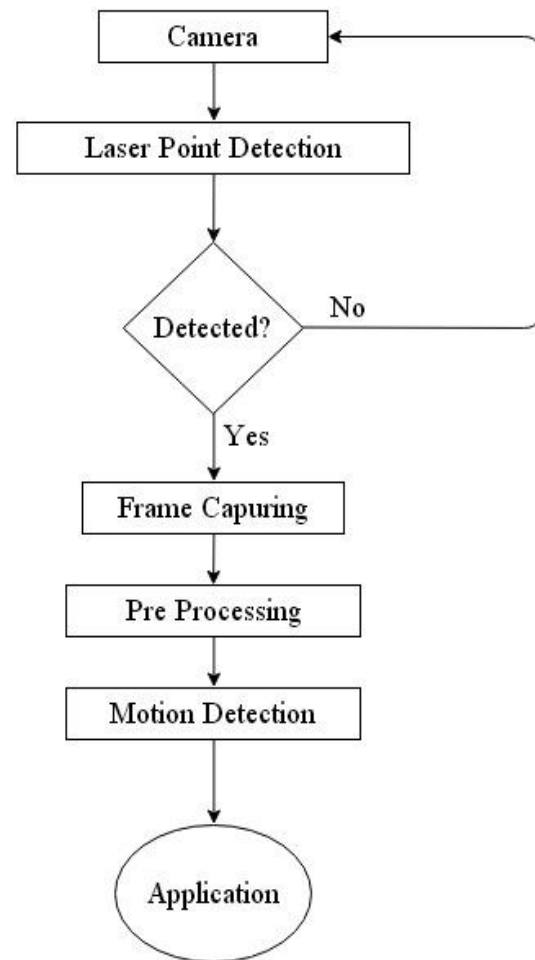 Camera
Laser Point Detection
Detected?
No
Yes
Frame Capuring
Pre Processing
Motion Detection
Application